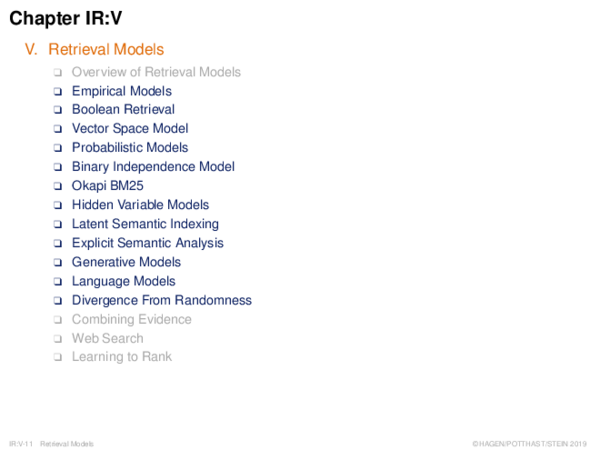 Chapter IR:V
V. Retrieval Models
❑ Overview of Retrieval Models
❑ Empirical Models
❑ Boolean Retrieval
❑ Vector Space Model
❑ Probabilistic Models
❑ Binary Independence Model
❑ Okapi BM25
❑ Hidden Variable Models
❑ Latent Semantic Indexing
❑ Explicit Semantic Analysis
❑ Generative Models
❑ Language Models
❑ Divergence From Randomness
❑ Combining Evidence
❑ Web Search
❑ Learning to Rank
IR:V-11 Retrieval Models ©HAGEN/POTTHAST/STEIN 2019